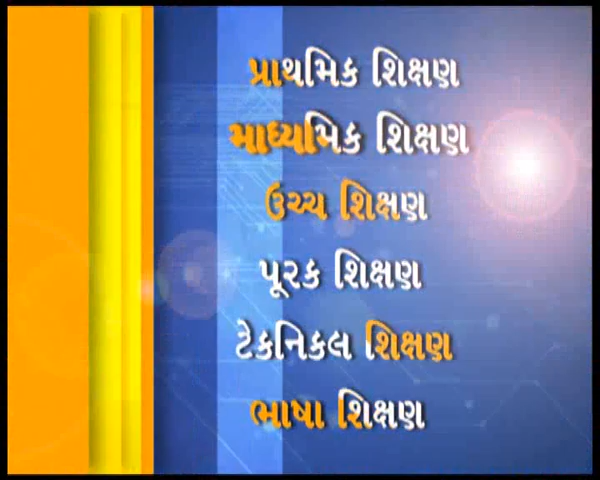 પ્રાથમિક શિક્ષણ
માધ્યમિક શિક્ષણ
ઉચ્ચ શિક્ષણ
પૂરક શિક્ષણ
ટેકનિકલ શિક્ષણ
ભાષા શિક્ષણ